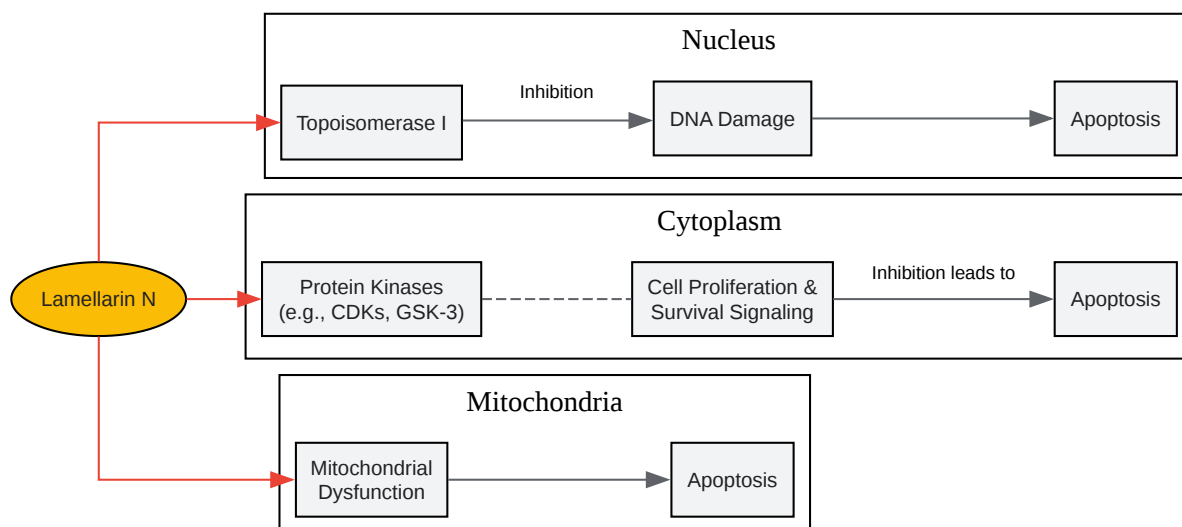 Nucleus
Inhibition
Topoisomerase I
DNA Damage
Apoptosis
Cytoplasm
Lamellarin N
Protein Kinases
(e.g., CDKs, GSK-3)
Cell Proliferation &
Survival Signaling
Inhibition leads to
Apoptosis
Mitochondria
Mitochondrial
Dysfunction
Apoptosis